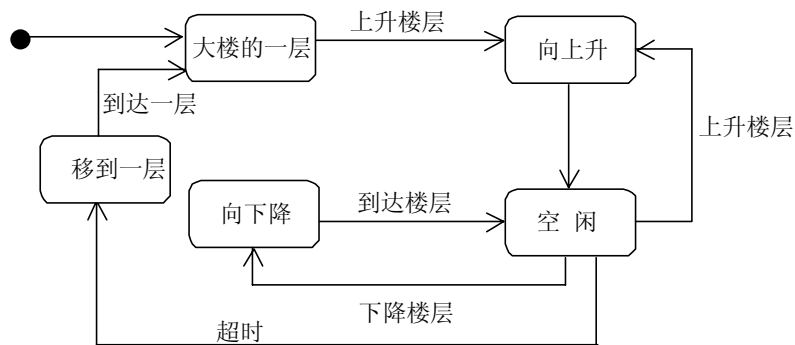 上升楼层
大楼的一层
向上升
到达一层
上升楼层
移到一层
到达楼层
向下降
空 闲
下降楼层
超时